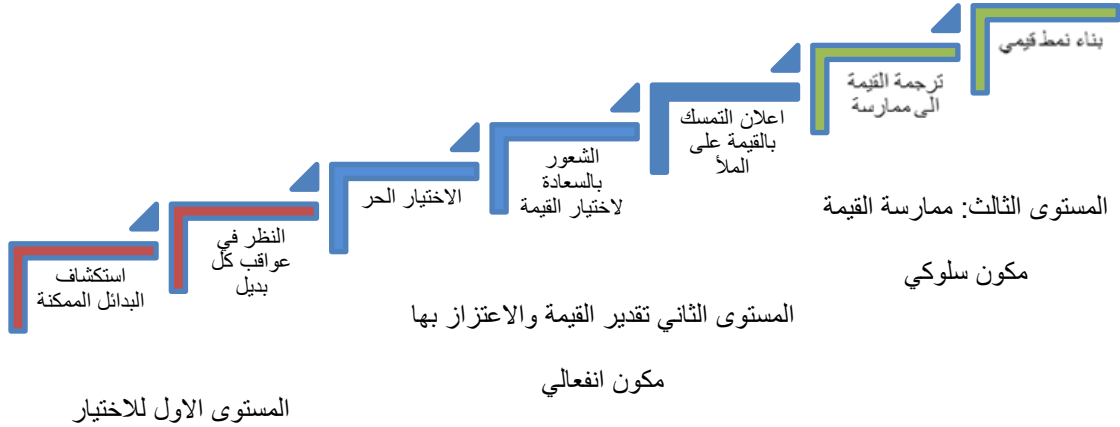 استكشاف
البدائل الممكنة
النظر في
عواقب كل
بديل
الاختيار الحر
الشعور
بالسعادة
لاختيار القيمة
اعلان التمسك
بالقيمة على
الملأ
ترجمة القيمة
الى ممارسة
بناء نمط قيمي
المستوى الاول للاختيار
المستوى الثاني تقدير القيمة والاعتزاز بها
مكون انفعالي
المستوى الثالث: ممارسة القيمة
مكون سلوكي